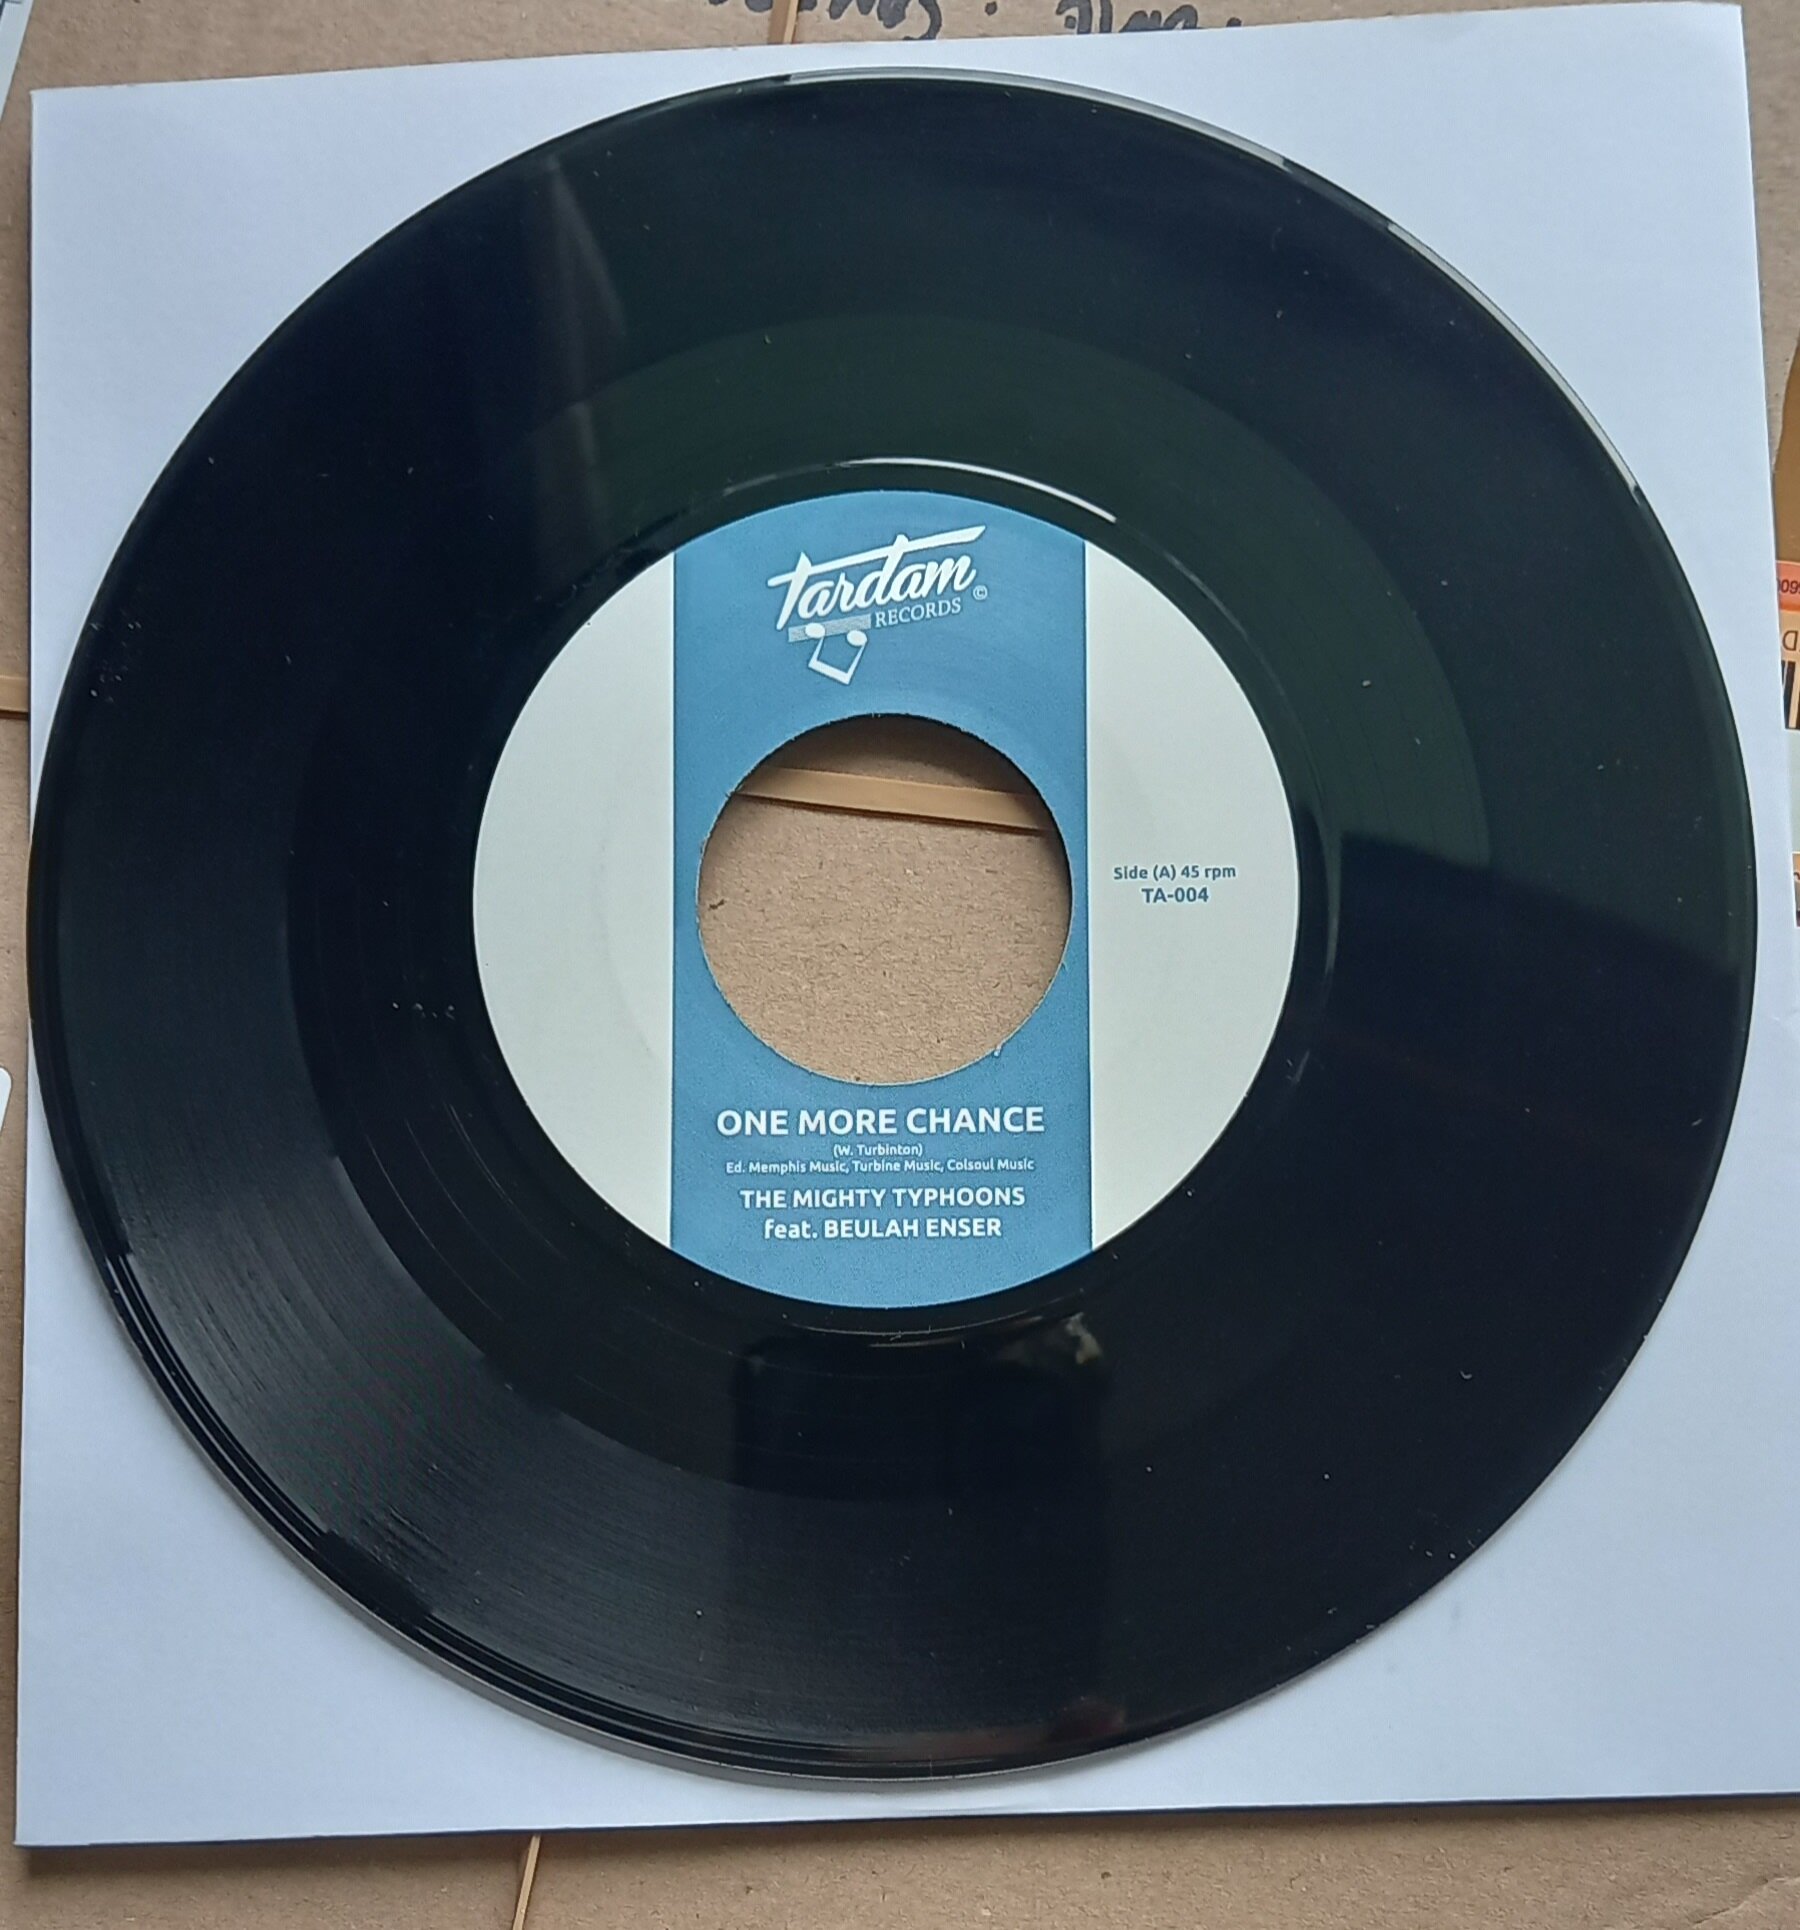 Tardam
RECORDS ©
Side (A) 45 rpm
TA-004
ONE MORE CHANCE
(W. Turbinton)
Ed. Memphis Music, Turbine Music, Colsoul Music
THE MIGHTY TYPHOONS
feat. BEULAH ENSER